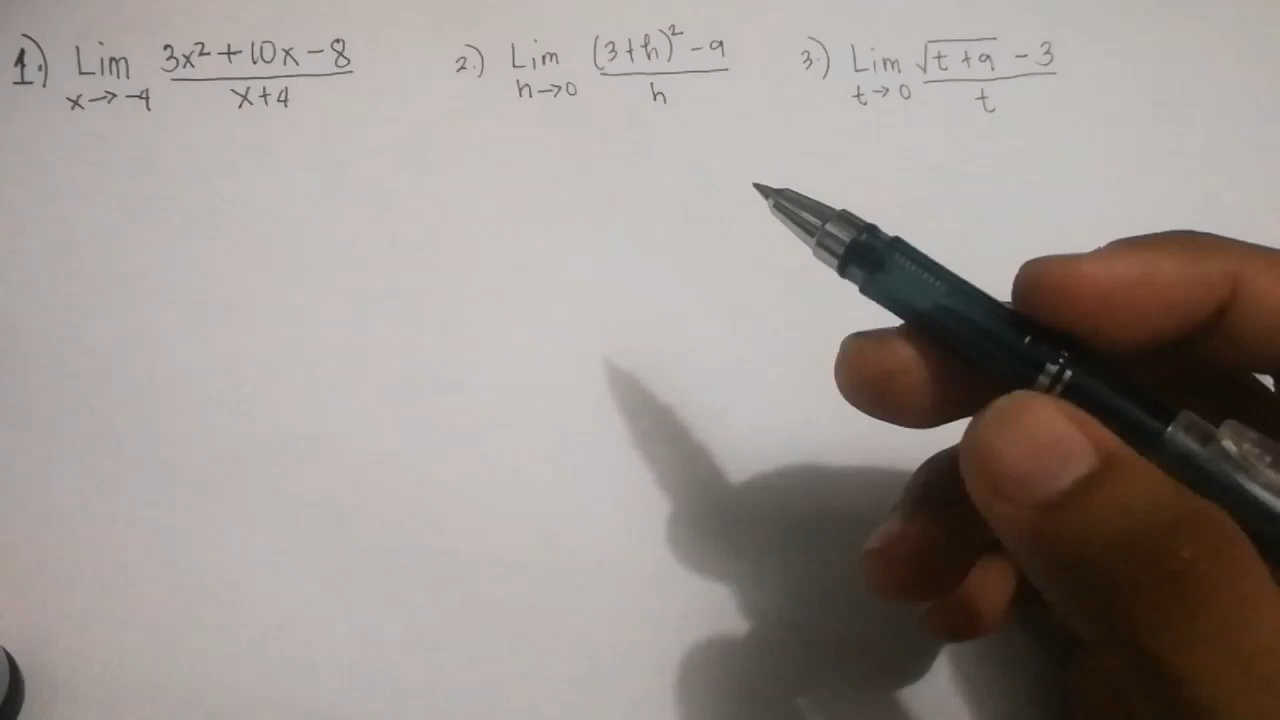 1.) Lim x→-4 3x²+10x-8 / x+4
2.) Lim h→0 (3+h)²-9 / h
3.) Lim t→0 √t+9 - 3 / t